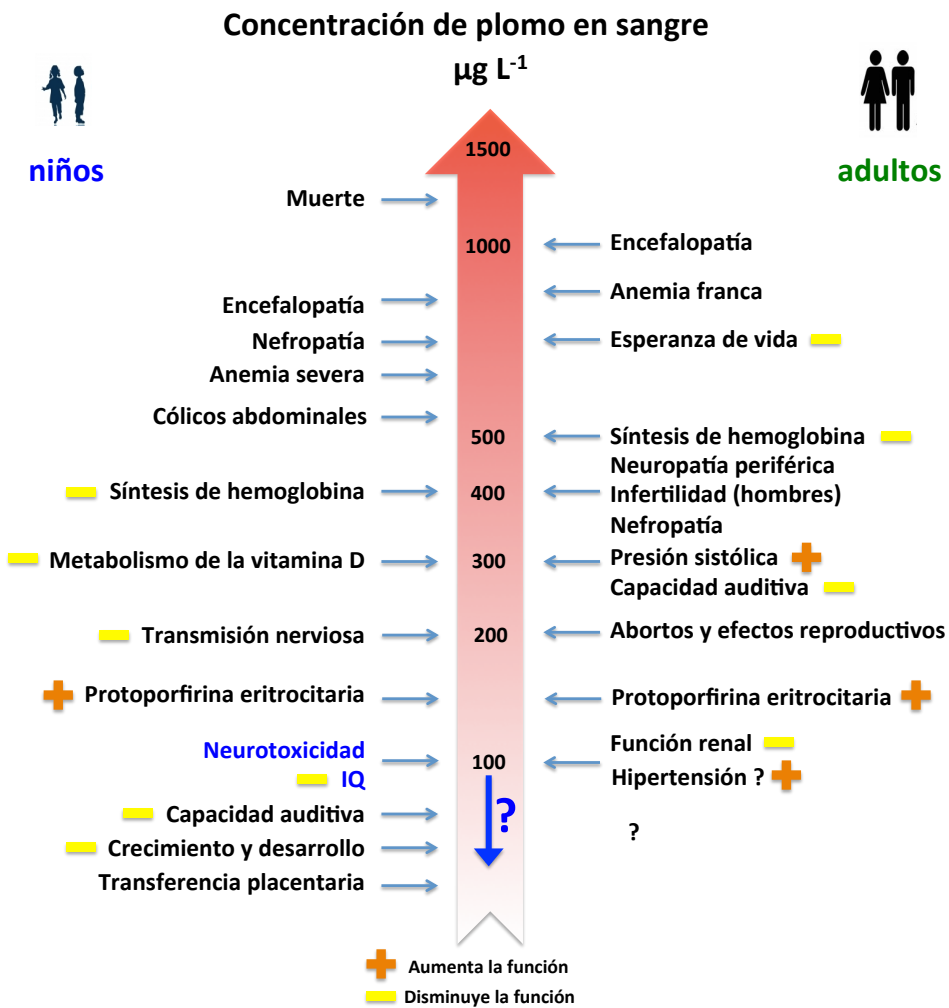 Concentración de plomo en sangre
µg L-1
niños
adultos
1500
Muerte
1000
Encefalopatía
Anemia franca
Encefalopatía
Nefropatía
Esperanza de vida
Anemia severa
Cólicos abdominales
500
Síntesis de hemoglobina
Neuropatía periférica
Síntesis de hemoglobina
400
Infertilidad (hombres)
Nefropatía
Metabolismo de la vitamina D
300
Presión sistólica
Capacidad auditiva
Transmisión nerviosa
200
Abortos y efectos reproductivos
Protoporfirina eritrocitaria
Protoporfirina eritrocitaria
Neurotoxicidad
IQ
100
Función renal
Hipertensión ?
Capacidad auditiva
?
?
Crecimiento y desarrollo
Transferencia placentaria
Aumenta la función
Disminuye la función